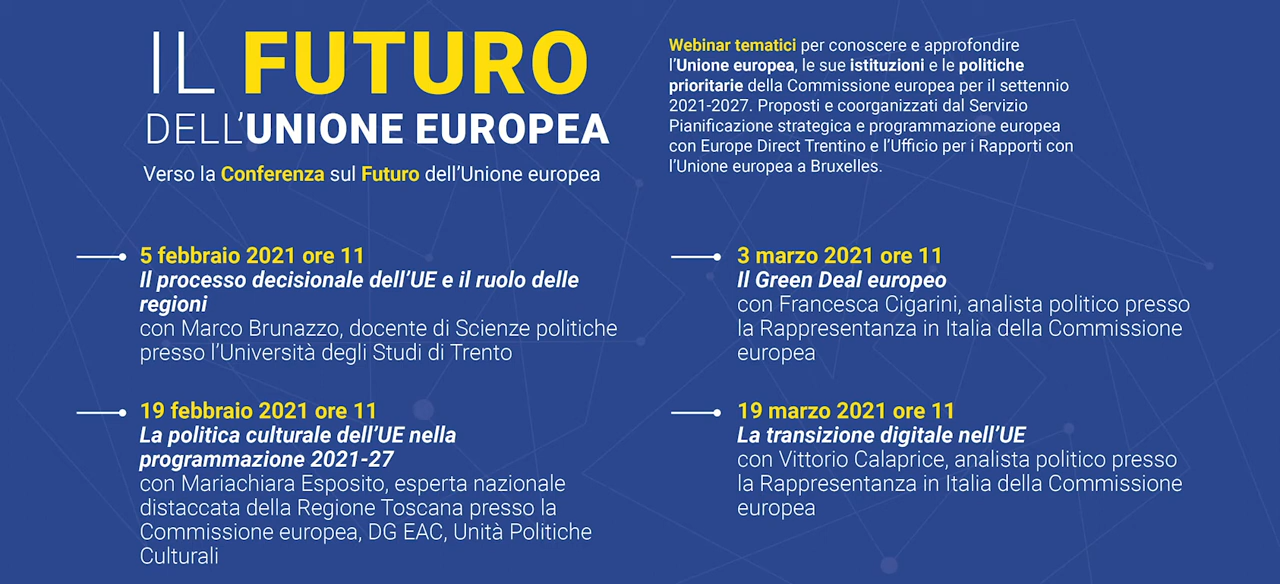 IL FUTURO
DELL'UNIONE EUROPEA
Verso la Conferenza sul Futuro dell'Unione europea
Webinar tematici per conoscere e approfondire
l'Unione europea, le sue istituzioni e le politiche
prioritarie della Commissione europea per il settennio
2021-2027. Proposti e coorganizzati dal Servizio
Pianificazione strategica e programmazione europea
con Europe Direct Trentino e l'Ufficio per i Rapporti con
l'Unione europea a Bruxelles.
5 febbraio 2021 ore 11
Il processo decisionale dell'UE e il ruolo delle
regioni
con Marco Brunazzo, docente di Scienze politiche
presso l'Università degli Studi di Trento
19 febbraio 2021 ore 11
La politica culturale dell'UE nella
programmazione 2021-27
con Mariachiara Esposito, esperta nazionale
distaccata della Regione Toscana presso la
Commissione europea, DG EAC, Unità Politiche
Culturali
3 marzo 2021 ore 11
Il Green Deal europeo
con Francesca Cigarini, analista politico presso
la Rappresentanza in Italia della Commissione
europea
19 marzo 2021 ore 11
La transizione digitale nell'UE
con Vittorio Calaprice, analista politico presso
la Rappresentanza in Italia della Commissione
europea